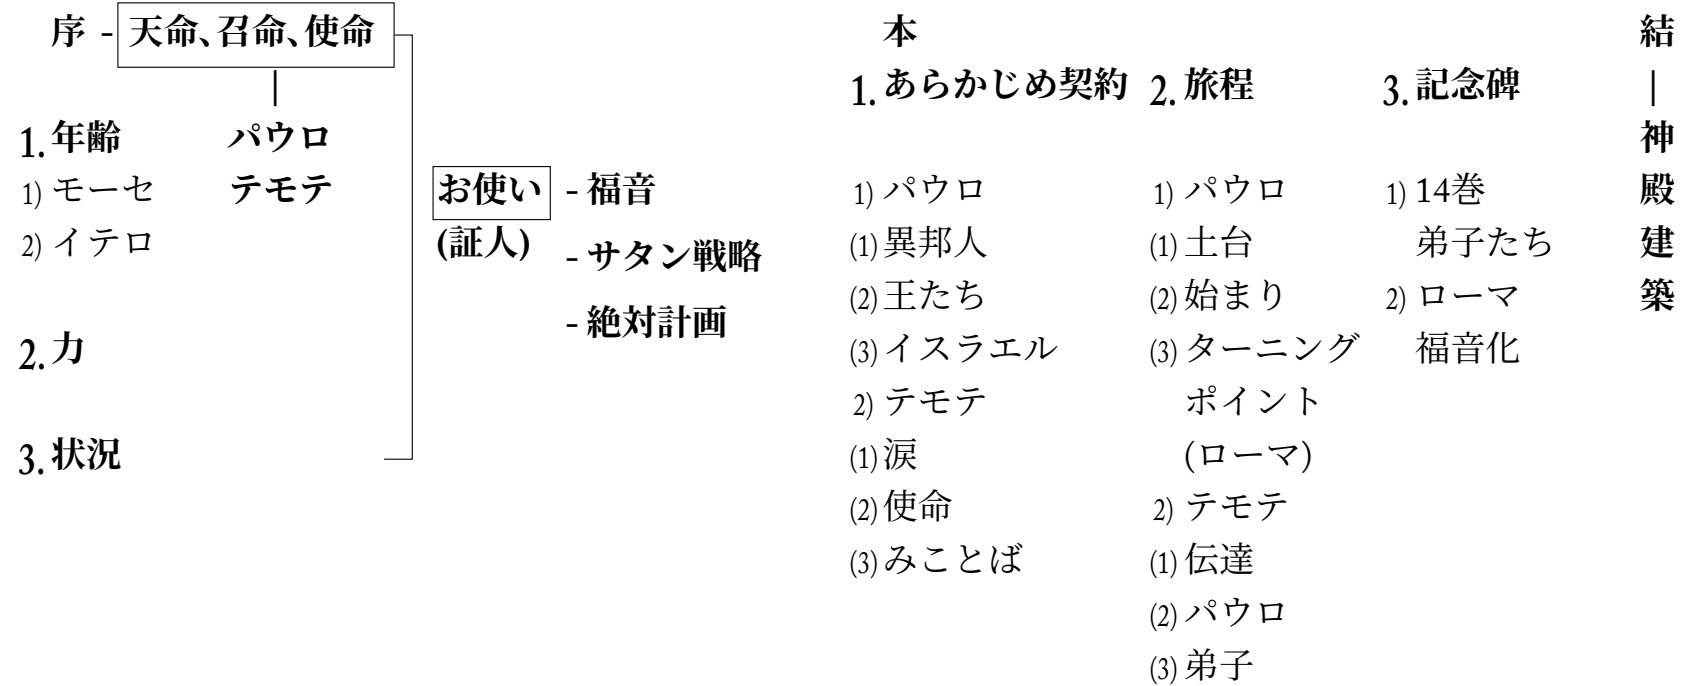 序 - 天命、召命、使命
|
1. 年齢 パウロ
1) モーセ テモテ
2) イテロ
2. 力
3. 状況
お使い - 福音
(証人) - サタン戦略
- 絶対計画
本
1. あらかじめ契約
1) パウロ
(1) 異邦人
(2) 王たち
(3) イスラエル
2) テモテ
(1) 涙
(2) 使命
(3) みことば
2. 旅程
1) パウロ
(1) 土台
(2) 始まり
(3) ターニング
ポイント
(ローマ)
2) テモテ
(1) 伝達
(2) パウロ
(3) 弟子
3. 記念碑
1) 14巻
弟子たち
2) ローマ
福音化
結
|
神
殿
建
築